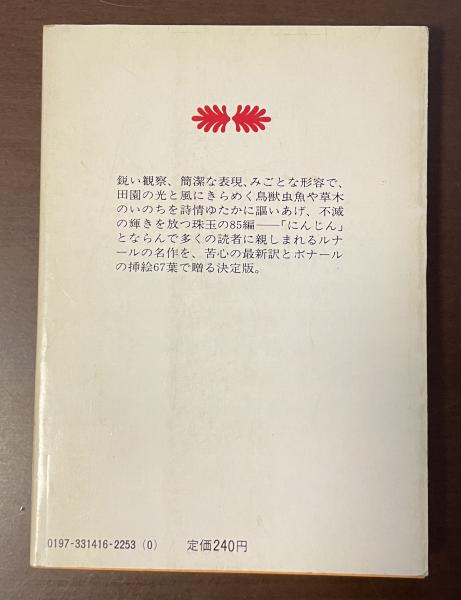 鋭い観察、簡潔な表現、みごとな形容で、
田園の光と風にきらめく鳥獣虫魚や草木
のいのちを詩情ゆたかに謳いあげ、不滅
の輝きを放つ珠玉の85編──「にんじん」
とならんで多くの読者に親しまれるルナ
ールの名作を、苦心の最新訳とボナール
の挿絵67葉で贈る決定版。
0197-331416-2253(0) 定価240円